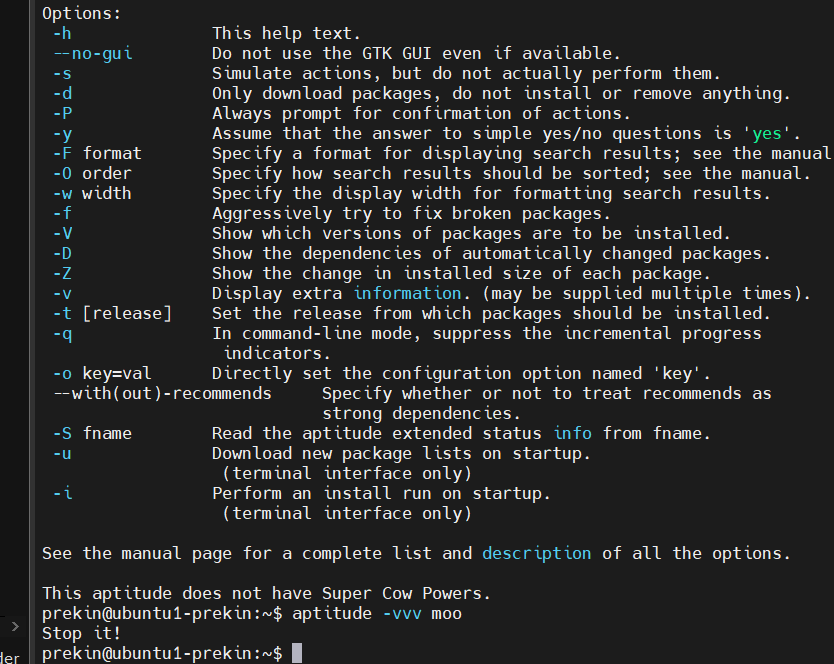 Options:
 -h              This help text.
 --no-gui        Do not use the GTK GUI even if available.
 -s              Simulate actions, but do not actually perform them.
 -d              Only download packages, do not install or remove anything.
 -P              Always prompt for confirmation of actions.
 -y              Assume that the answer to simple yes/no questions is 'yes'.
 -F format       Specify a format for displaying search results; see the manual
 -O order        Specify how search results should be sorted; see the manual.
 -w width        Specify the display width for formatting search results.
 -f              Aggressively try to fix broken packages.
 -V              Show which versions of packages are to be installed.
 -D              Show the dependencies of automatically changed packages.
 -Z              Show the change in installed size of each package.
 -v              Display extra information. (may be supplied multiple times).
 -t [release]    Set the release from which packages should be installed.
 -q              In command-line mode, suppress the incremental progress
                  indicators.
 -o key=val      Directly set the configuration option named 'key'.
 --with(out)-recommends     Specify whether or not to treat recommends as
                            strong dependencies.
 -S fname        Read the aptitude extended status info from fname.
 -u              Download new package lists on startup.
                  (terminal interface only)
 -i              Perform an install run on startup.
                  (terminal interface only)

See the manual page for a complete list and description of all the options.

This aptitude does not have Super Cow Powers.
prekin@ubuntu1-prekin:~$ aptitude -vvv moo
Stop it!
prekin@ubuntu1-prekin:~$
der